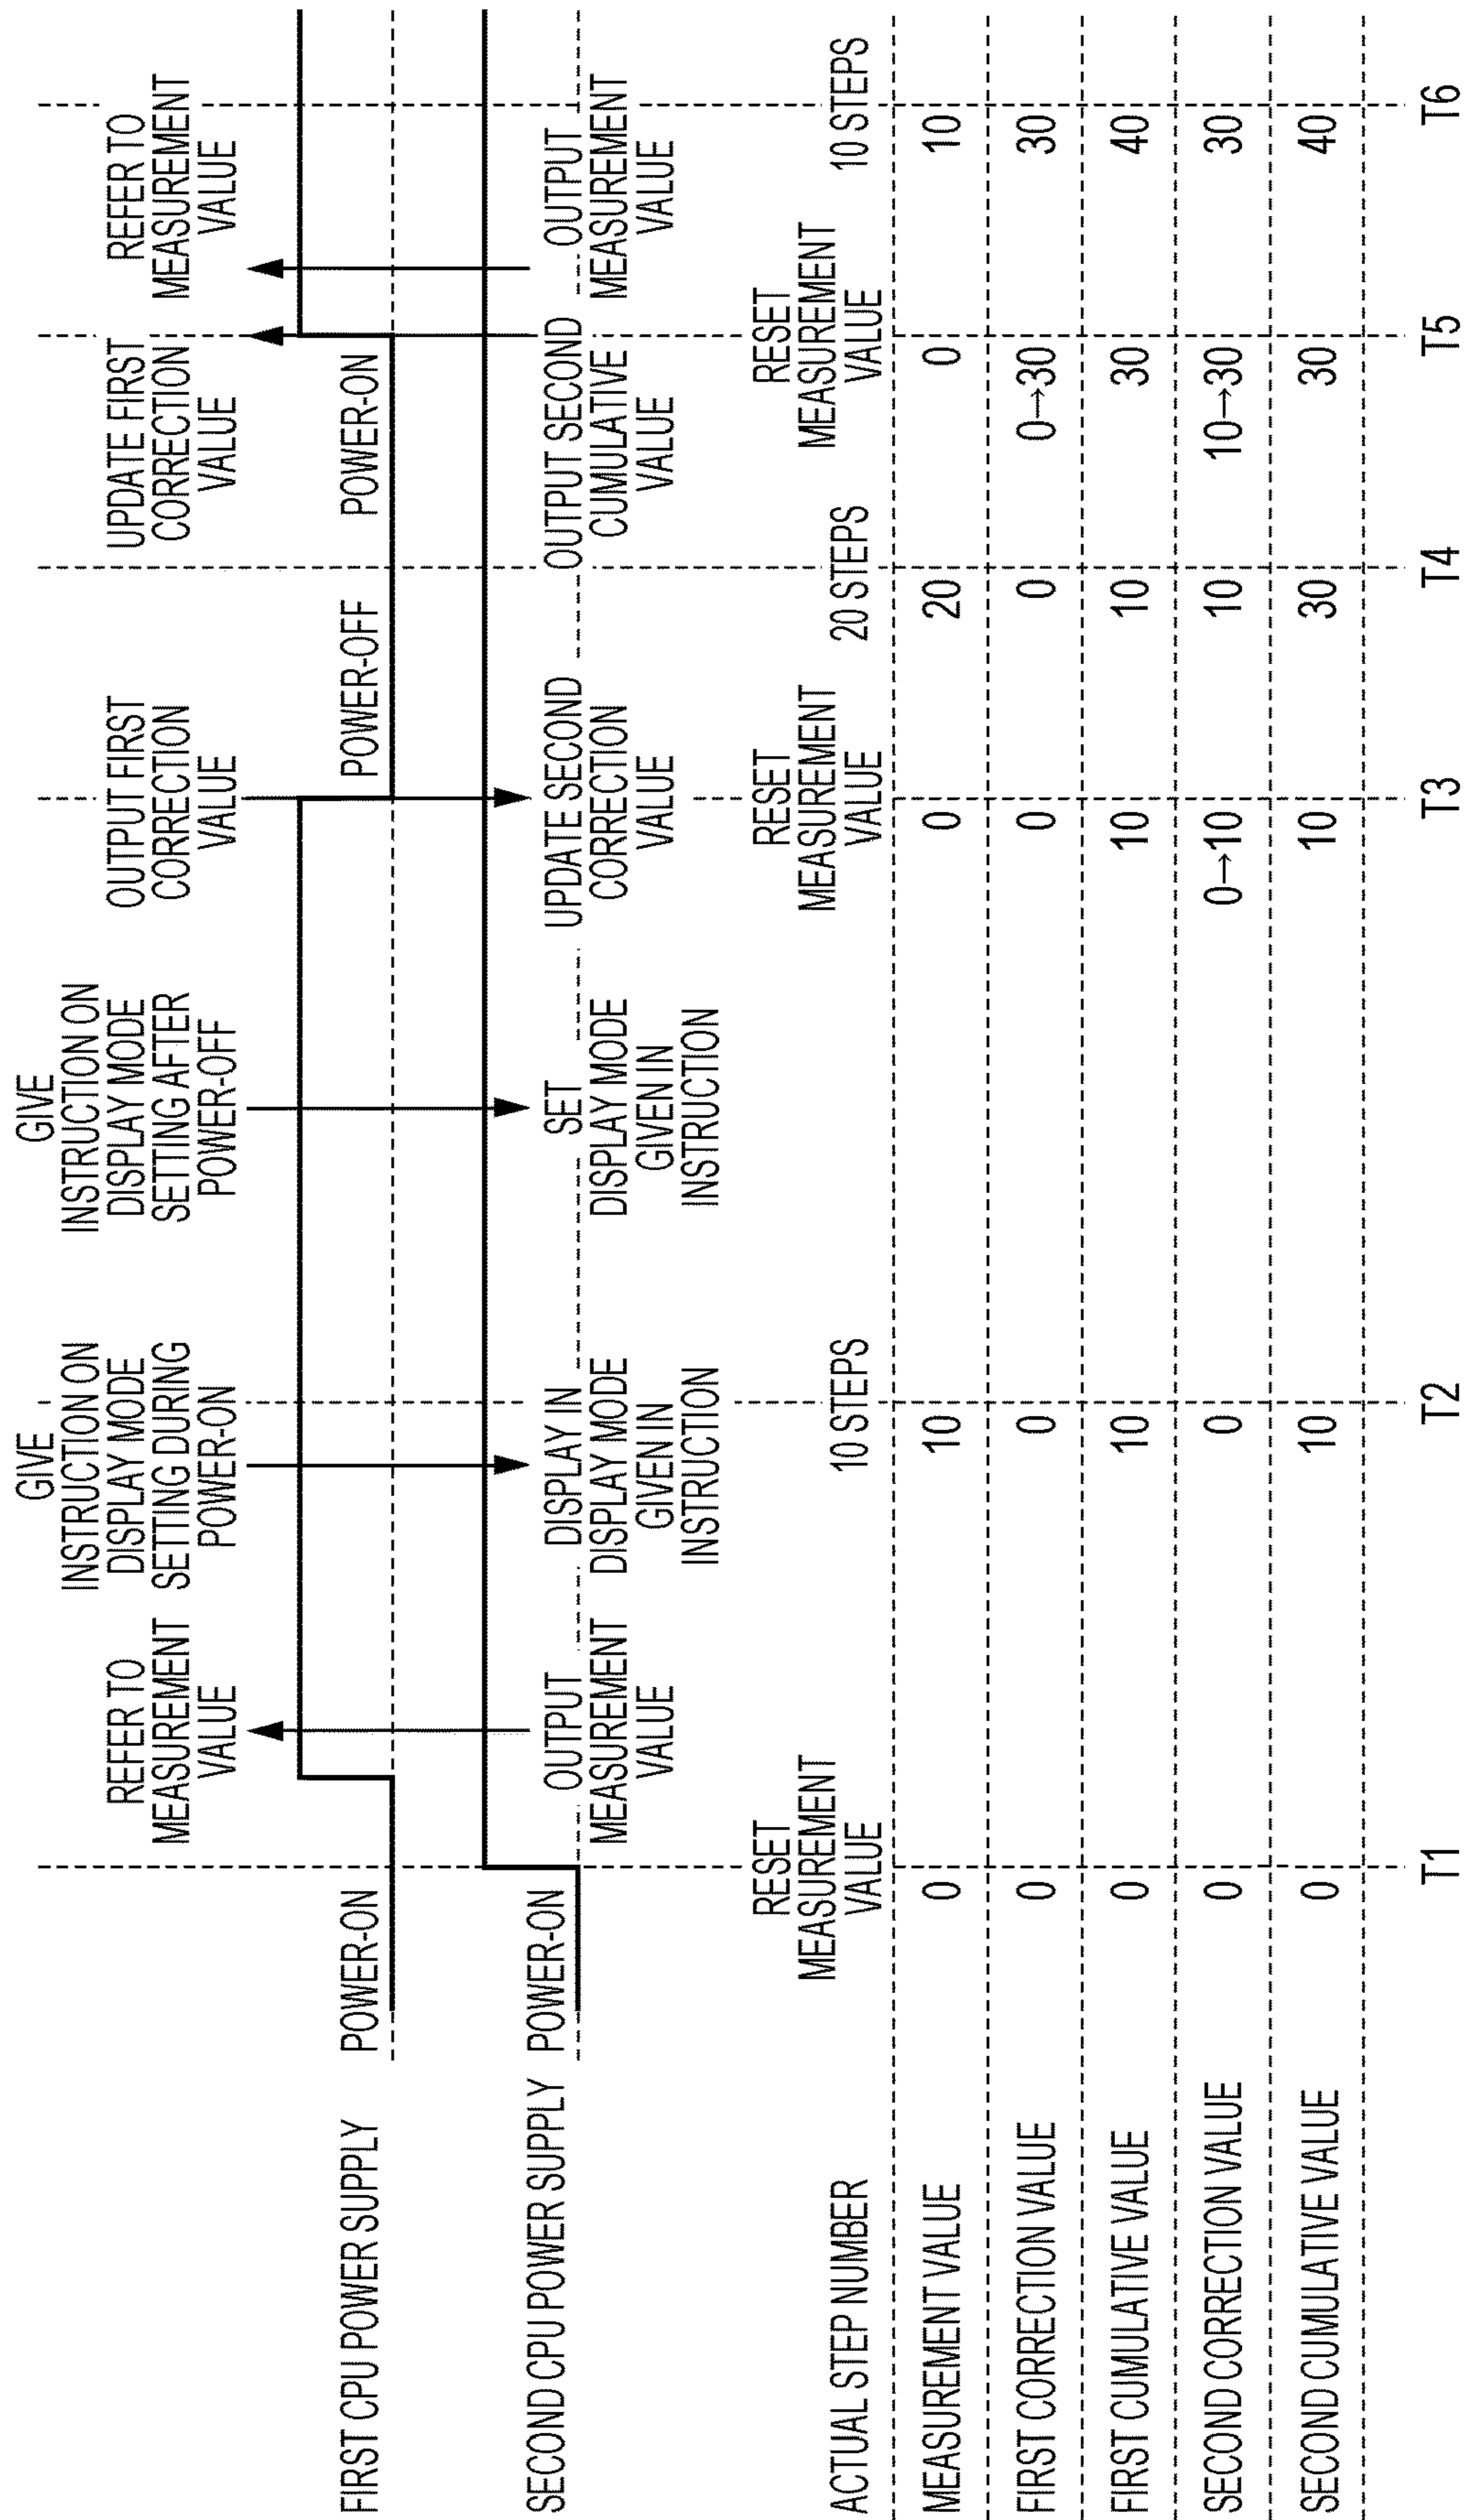 REFER TO
MEASUREMENT
VALUE
GIVE
INSTRUCTION ON
DISPLAY MODE
SETTING DURING
POWER-ON
GIVE
INSTRUCTION ON
DISPLAY MODE
SETTING AFTER
POWER-OFF
OUTPUT FIRST
CORRECTION
VALUE
UPDATE FIRST
CORRECTION
VALUE
REFER TO
MEASUREMENT
VALUE
FIRST CPU POWER SUPPLY POWER-ON POWER-OFF POWER-ON
SECOND CPU POWER SUPPLY POWER-ON
OUTPUT
MEASUREMENT
VALUE
DISPLAY IN
DISPLAY MODE
GIVEN IN
INSTRUCTION
SET
DISPLAY MODE
GIVEN IN
INSTRUCTION
UPDATE SECOND
CORRECTION
VALUE
OUTPUT SECOND
CUMULATIVE
VALUE
OUTPUT
MEASUREMENT
VALUE
RESET
MEASUREMENT
VALUE
RESET
MEASUREMENT
VALUE
RESET
MEASUREMENT
VALUE
ACTUAL STEP NUMBER 10 STEPS 20 STEPS 10 STEPS
MEASUREMENT VALUE 0 10 0 20 0 10
FIRST CORRECTION VALUE 0 0 0 0 0→30 30
FIRST CUMULATIVE VALUE 0 10 10 10 30 40
SECOND CORRECTION VALUE 0 0 0→10 10 10→30 30
SECOND CUMULATIVE VALUE 0 10 10 30 30 40
T1 T2 T3 T4 T5 T6